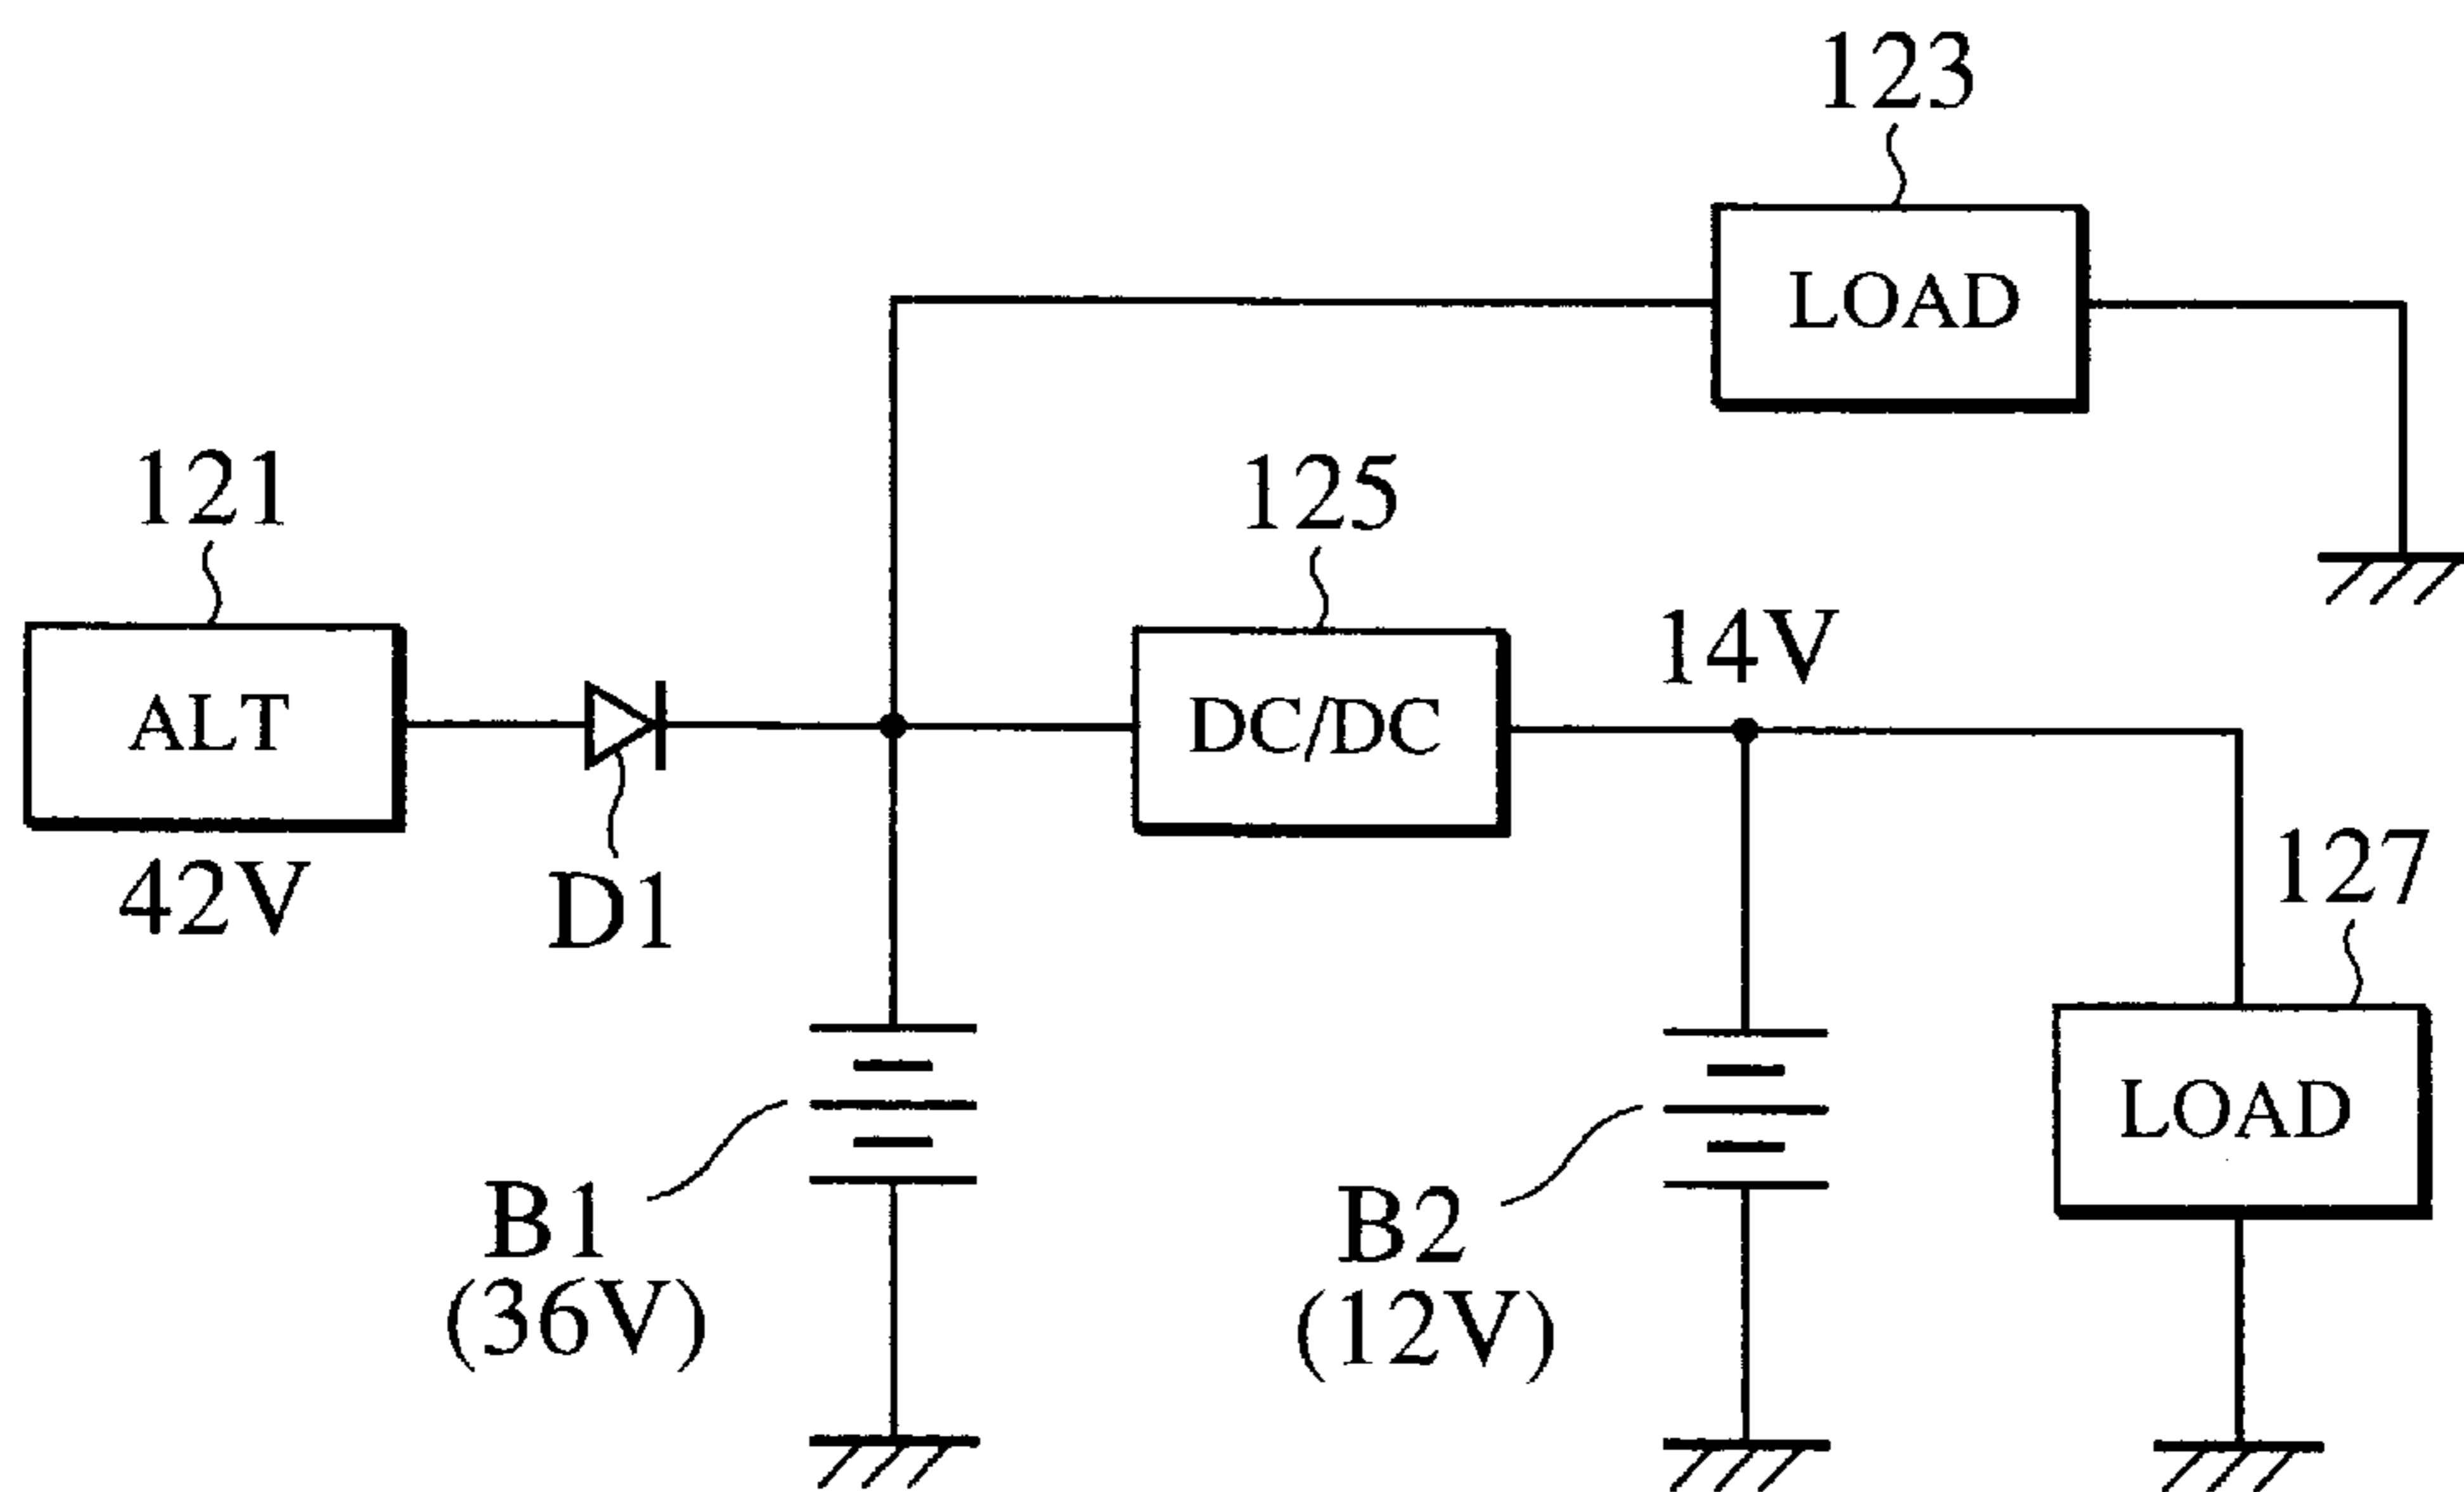 123
LOAD
121
125
14V
ALT
DC/DC
42V
D1
127
LOAD
B1
(36V)
B2
(12V)